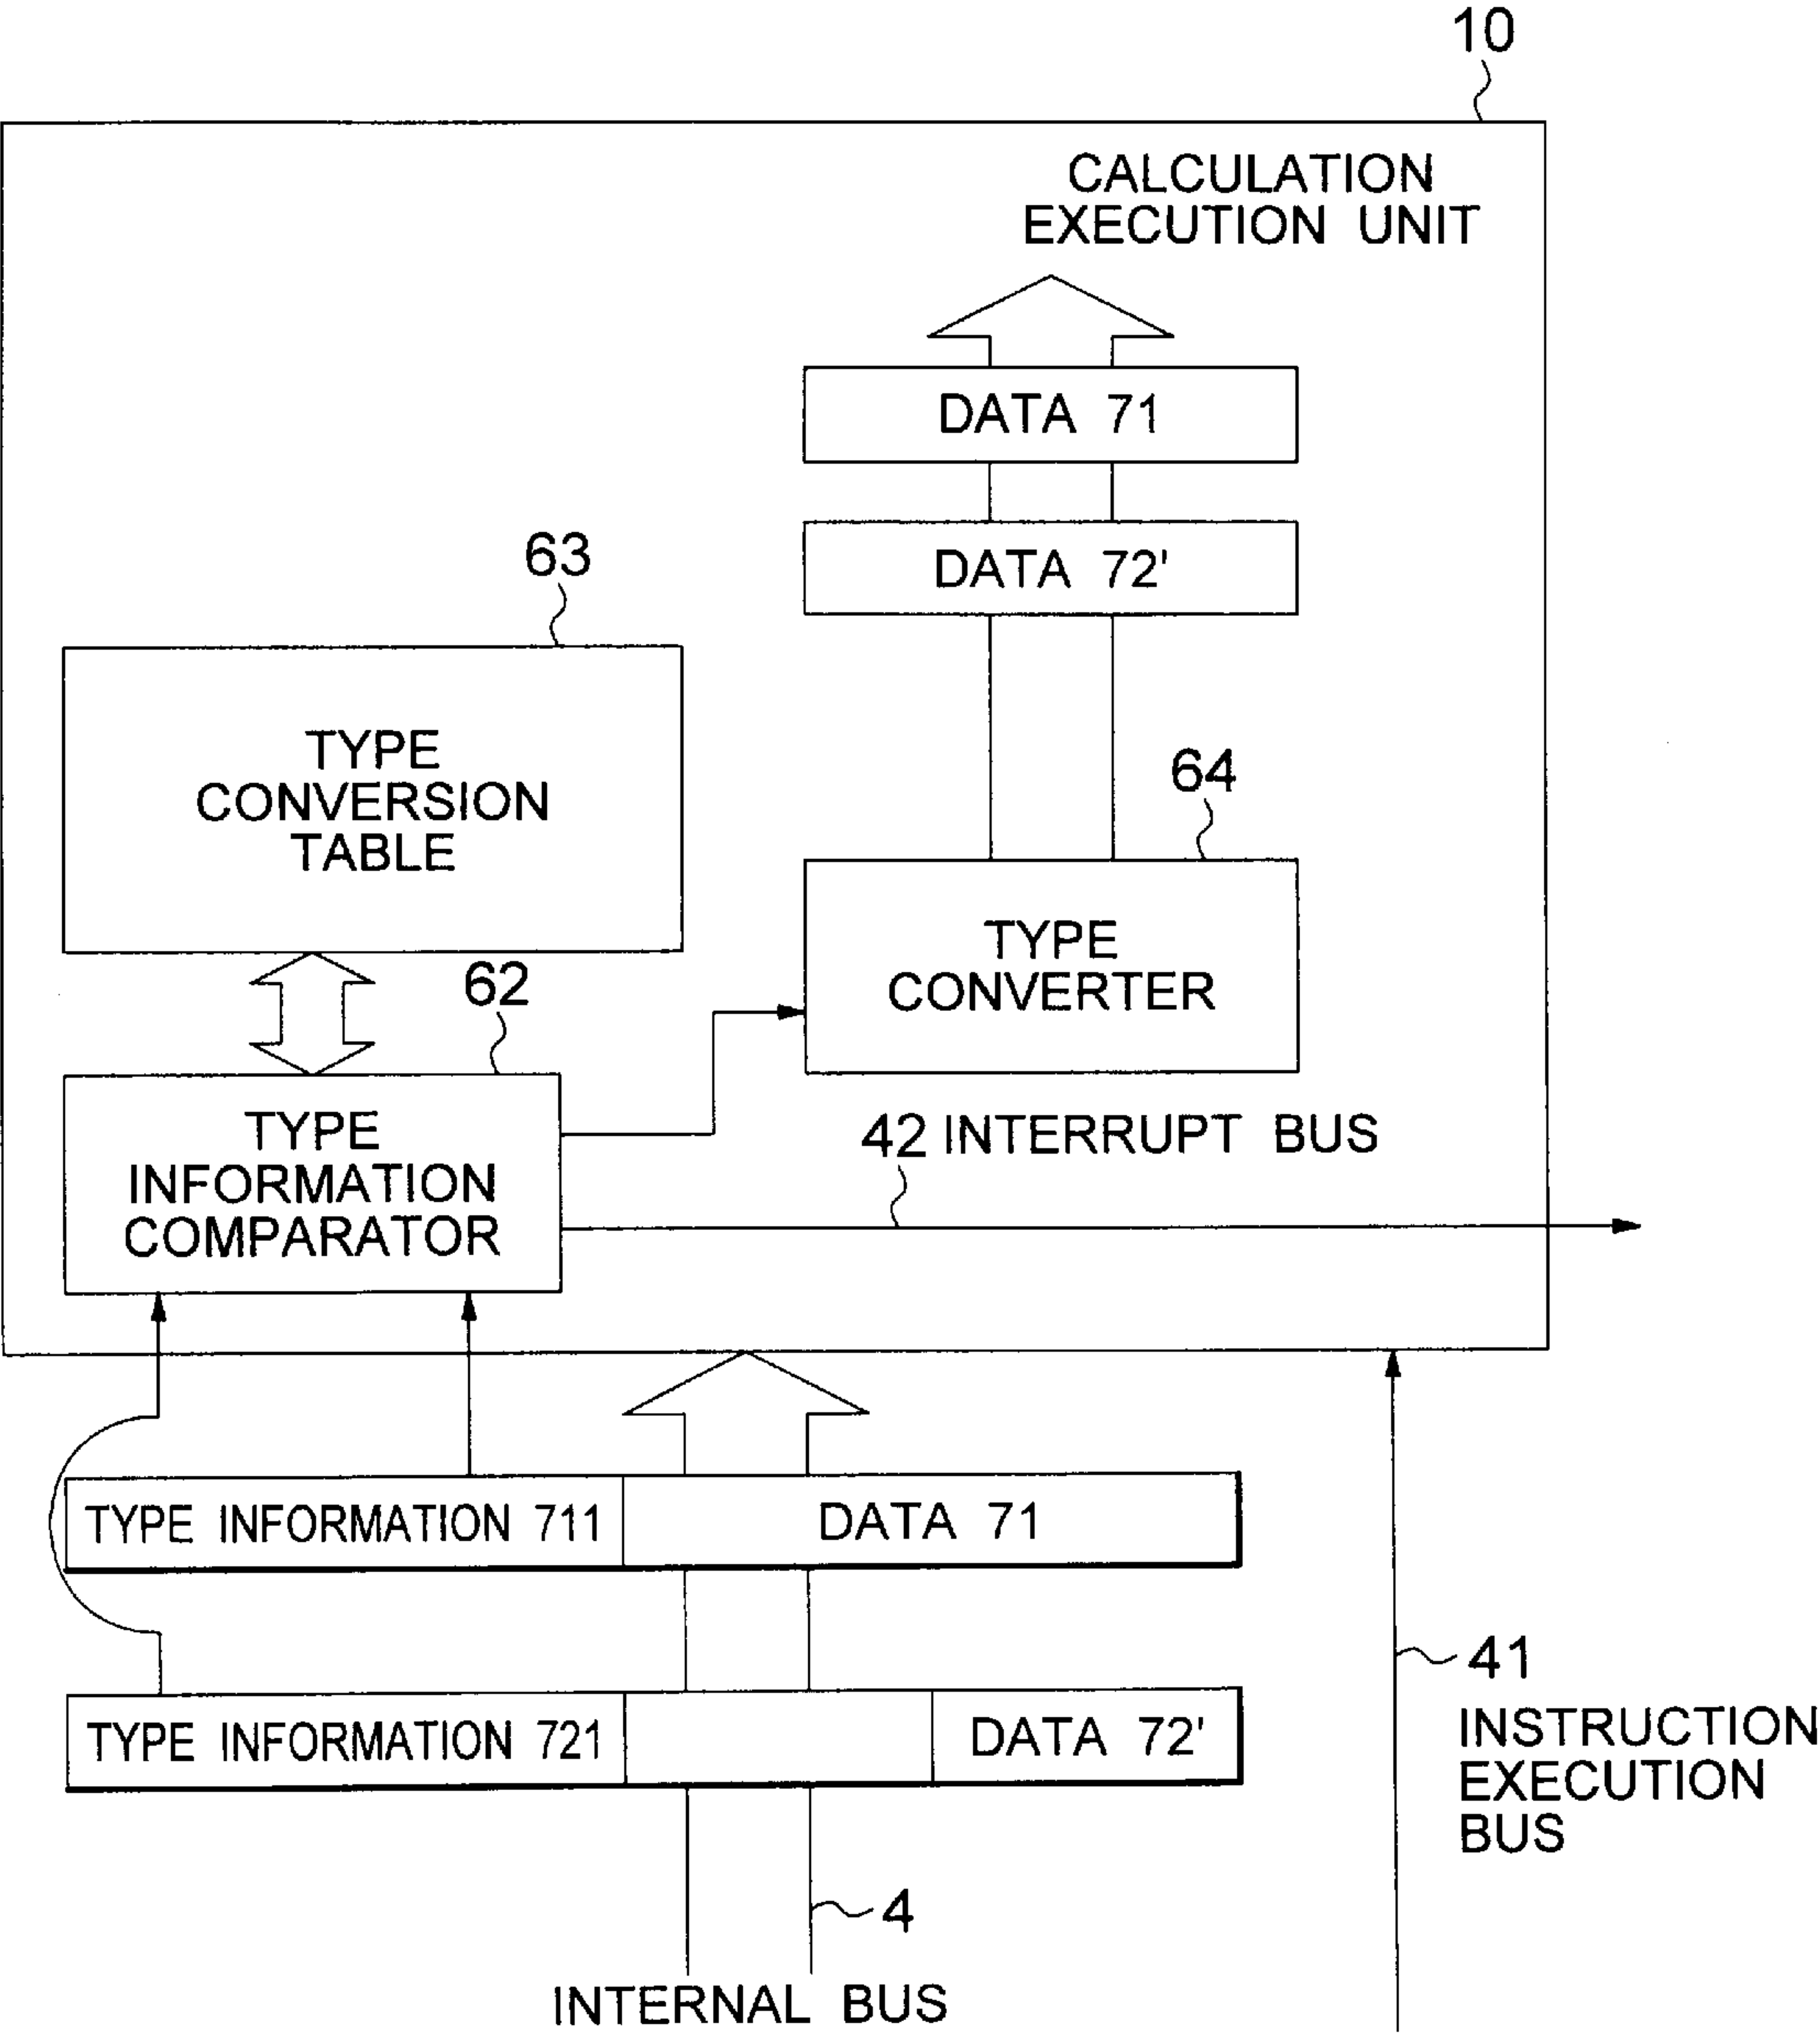 10
CALCULATION
EXECUTION UNIT
DATA 71
DATA 72'
63
TYPE
CONVERSION
TABLE
64
TYPE
CONVERTER
62
TYPE
INFORMATION
COMPARATOR
42 INTERRUPT BUS
TYPE INFORMATION 711 DATA 71
TYPE INFORMATION 721 DATA 72'
41
INSTRUCTION
EXECUTION
BUS
4
INTERNAL BUS